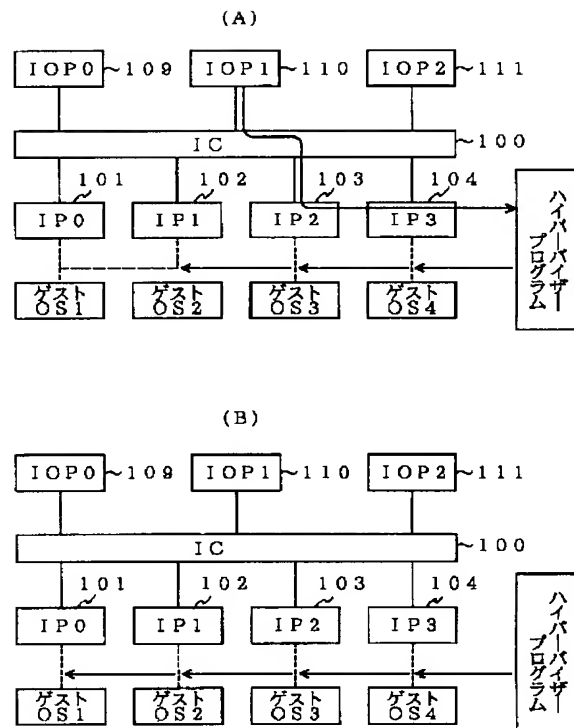 (A)
IOP0 ~109 IOP1 ~110 IOP2 ~111
IC ~100
101 102 103 104
IP0 IP1 IP2 IP3
ゲストOS1 ゲストOS2 ゲストOS3 ゲストOS4
ハイパーバイザー
プログラム
(B)
IOP0 ~109 IOP1 ~110 IOP2 ~111
IC ~100
101 102 103 104
IP0 IP1 IP2 IP3
ゲストOS1 ゲストOS2 ゲストOS3 ゲストOS4
ハイパーバイザー
プログラム